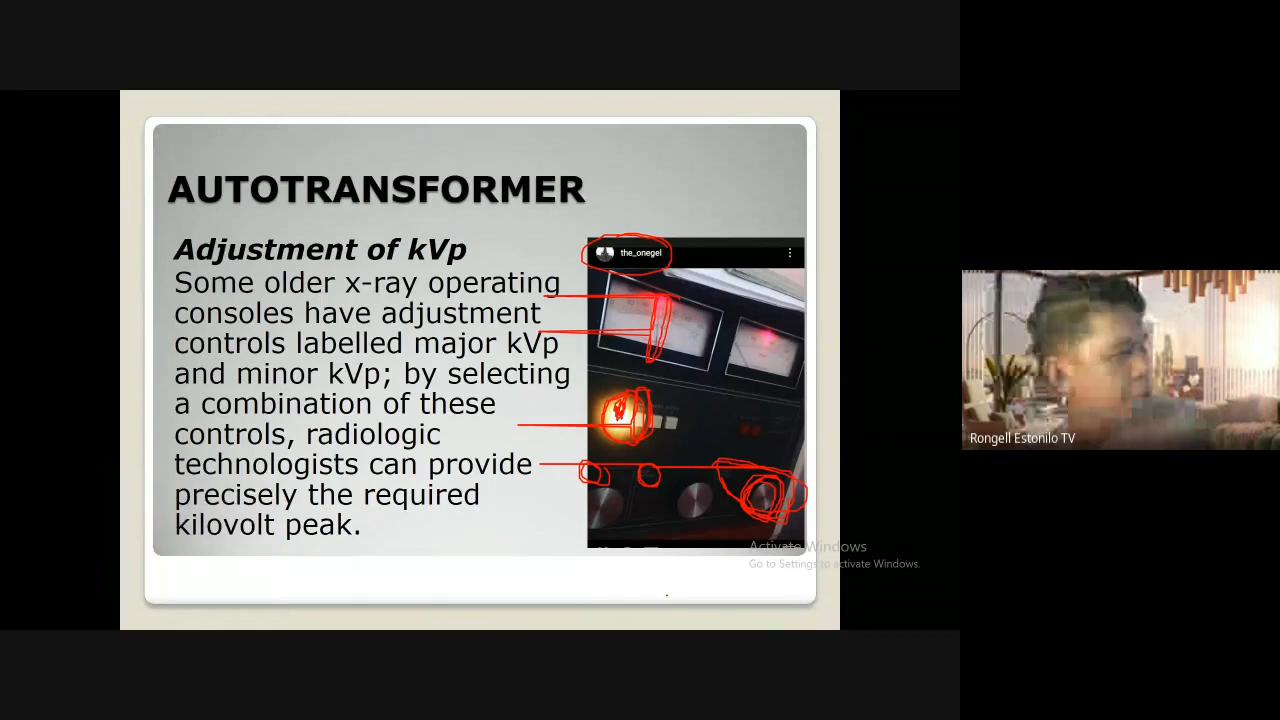 AUTOTRANSFORMER
Adjustment of kVp
Some older x-ray operating
consoles have adjustment
controls labelled major kVp
and minor kVp; by selecting
a combination of these
controls, radiologic
technologists can provide
precisely the required
kilovolt peak.
the_onegel
Rongell Estonilo TV
Activate Windows
Go to Settings to activate Windows.